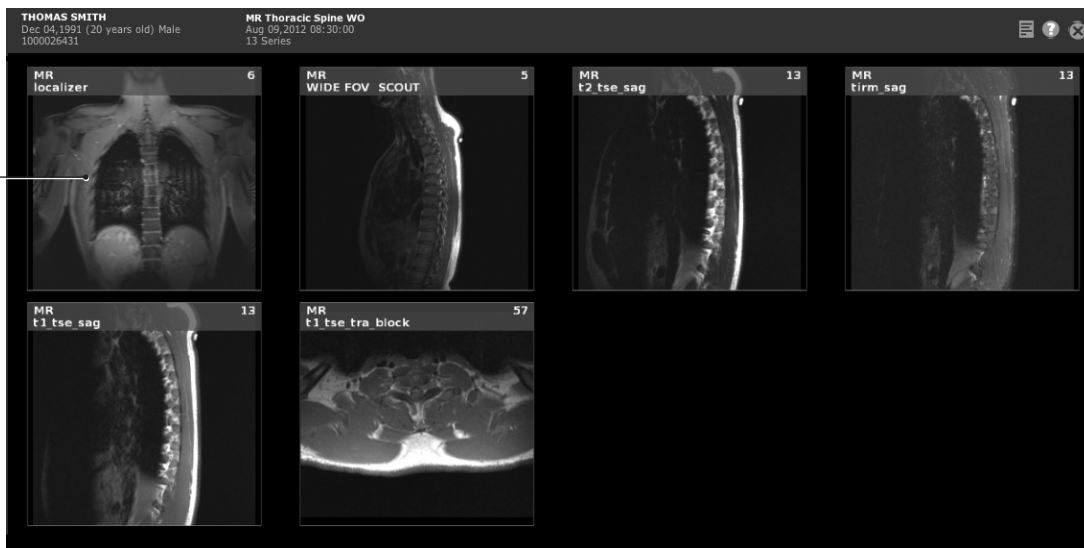 THOMAS SMITH
Dec 04,1991 (20 years old) Male
1000026431
MR Thoracic Spine WO
Aug 09,2012 08:30:00
13 Series
?
MR 6
localizer
MR 5
WIDE FOV SCOUT
MR 13
t2_tse_sag
MR 13
tirm_sag
MR 13
t1_tse_sag
MR 57
t1_tse_tra_block